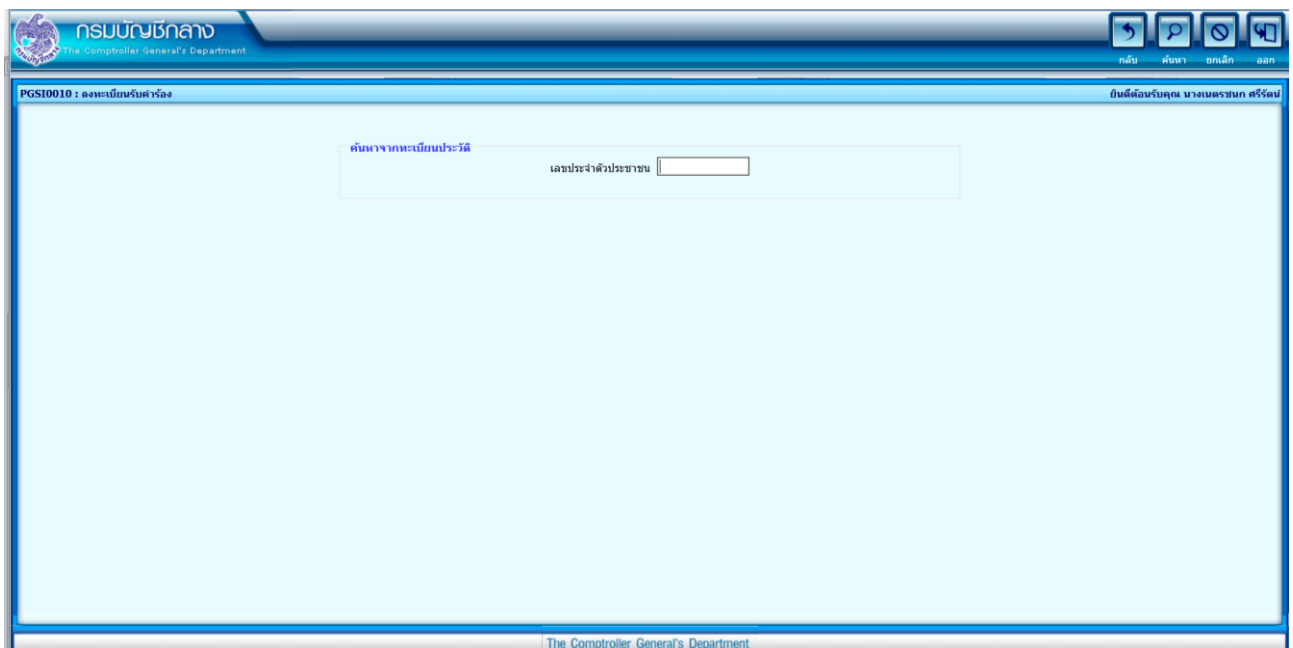 กรมบัญชีกลาง
The Comptroller General's Department
กลับ ค้นหา ยกเลิก ออก
PGSI0010 : ลงทะเบียนรับคำร้อง
ยินดีต้อนรับคุณ นางเนตรชนก ศรีรัตน์
ค้นหาจากทะเบียนประวัติ
เลขประจำตัวประชาชน
The Comptroller General's Department